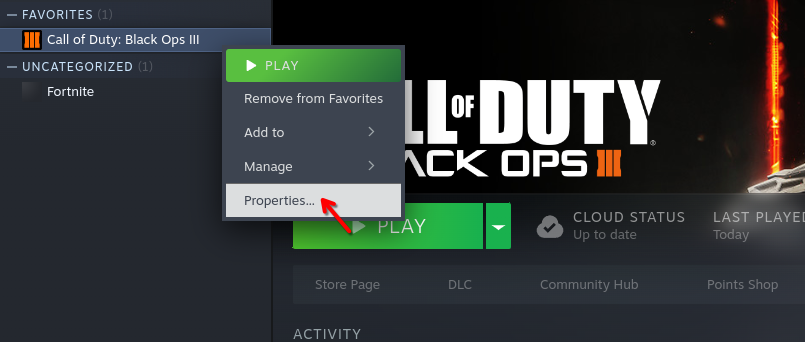 FAVORITES (1)
Call of Duty: Black Ops III
UNCATEGORIZED (1)
Fortnite
PLAY
Remove from Favorites
Add to
Manage
Properties...
OF DUTY
ACK OPS III
PLAY
CLOUD STATUS
Up to date
LAST PLAYED
Today
Store Page
DLC
Community Hub
Points Shop
ACTIVITY